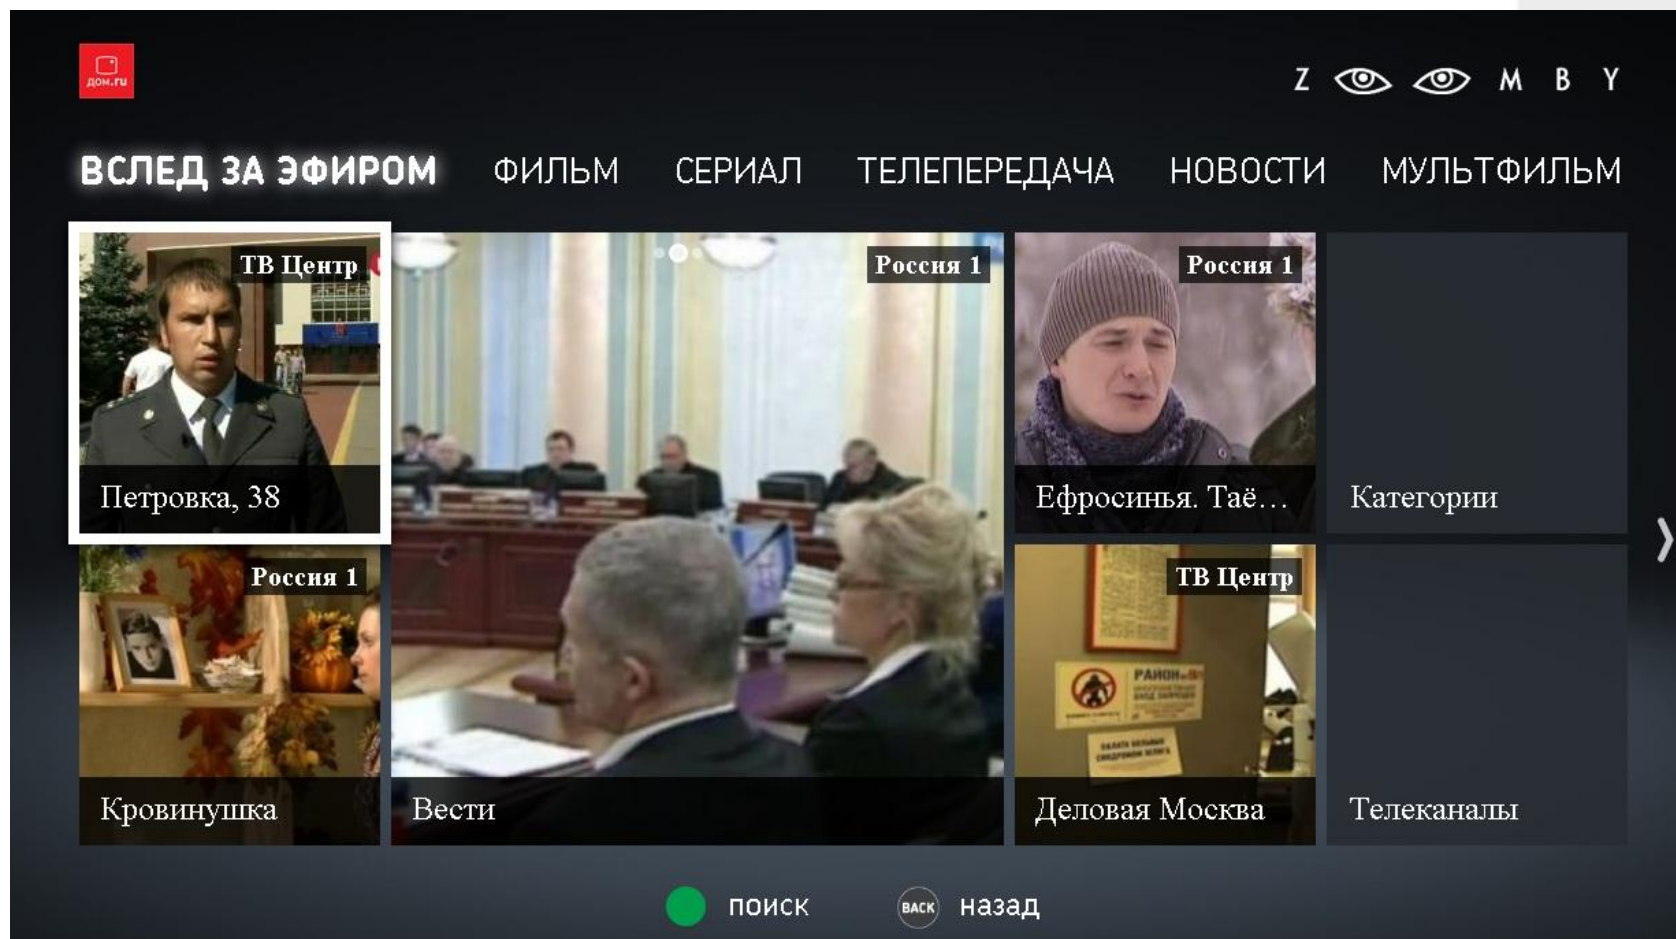 дом.ru
Z M B Y
ВСЛЕД ЗА ЭФИРОМ ФИЛЬМ СЕРИАЛ ТЕЛЕПЕРЕДАЧА НОВОСТИ МУЛЬТФИЛЬМ
ТВ Центр
Петровка, 38
Россия 1
Вести
Россия 1
Ефросинья. Таё...
Категории
Россия 1
Кровинушка
ТВ Центр
РАЙОН
Деловая Москва
Телеканалы
поиск
BACK назад